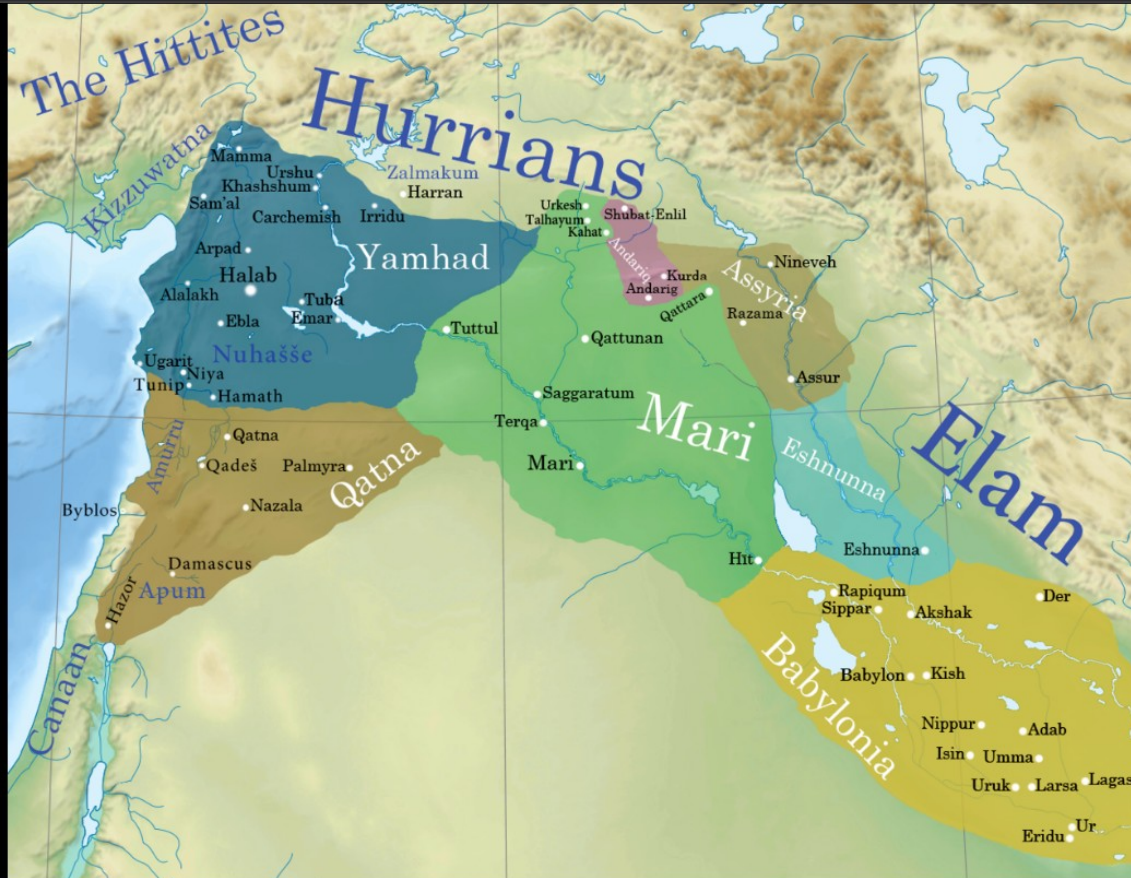 The Hittites
Hurrians
Kizzuwatna
Mamma
Urshu
Khashshum
Zalmakum
Harran
Sam'al
Carchemish
Irridu
Urkesh
Talhayum
Kahat
Shubat-Enlil
Andariq
Arpad
Yamhad
Halab
Alalakh
Tuba
Emar
Ebla
Nuhašše
Kurda
Andarig
Assyria
Nineveh
Qattara
Razama
Tuttul
Qattunan
Ugarit
Niya
Tunip
Hamath
Assur
Saggaratum
Terqa
Mari
Mari
Elam
Amurru
Qatna
Qadeš
Palmyra
Qatna
Eshnunna
Byblos
Nazala
Eshnunna
Hit
Damascus
Apum
Hazor
Rapiqum
Sippar
Akshak
Der
Canaan
Babylonia
Babylon
Kish
Nippur
Adab
Isin
Umma
Uruk
Larsa
Lagas
Ur
Eridu